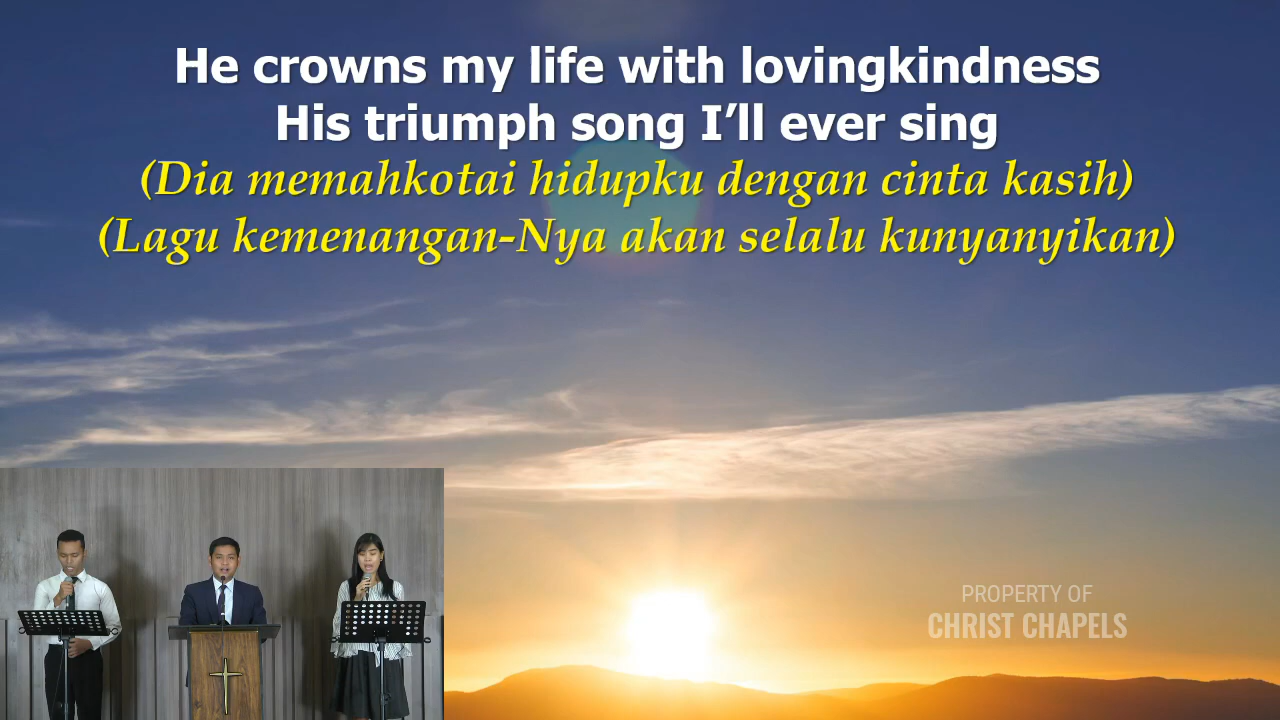 He crowns my life with lovingkindness
His triumph song I’ll ever sing
(Dia memahkotai hidupku dengan cinta kasih)
(Lagu kemenangan-Nya akan selalu kunyanyikan)
PROPERTY OF
CHRIST CHAPELS